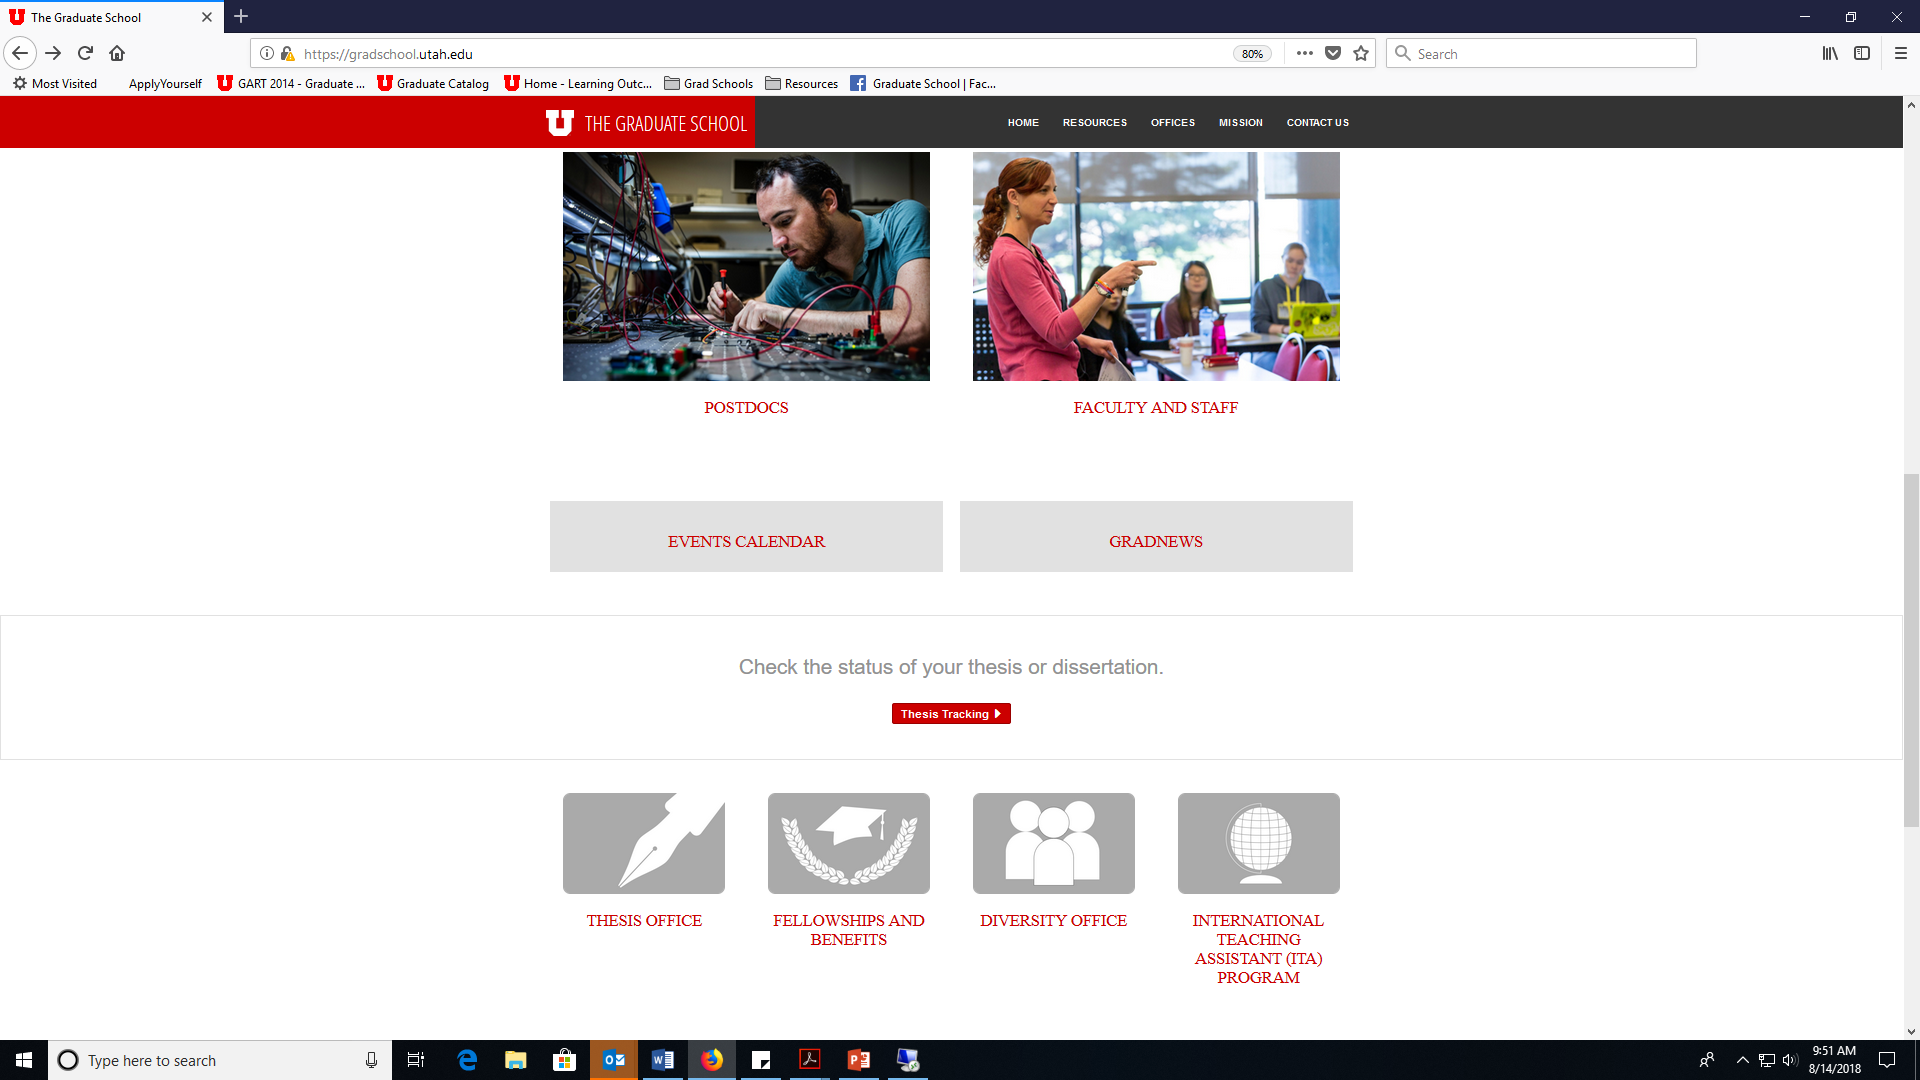 The Graduate School
https://gradschool.utah.edu
80%
Search
Most Visited
ApplyYourself
GART 2014 - Graduate ...
Graduate Catalog
Home - Learning Outc...
Grad Schools
Resources
Graduate School | Fac...
U THE GRADUATE SCHOOL
HOME
RESOURCES
OFFICES
MISSION
CONTACT US
POSTDOCS
FACULTY AND STAFF
EVENTS CALENDAR
GRADNEWS
Check the status of your thesis or dissertation.
Thesis Tracking
THESIS OFFICE
FELLOWSHIPS AND
BENEFITS
DIVERSITY OFFICE
INTERNATIONAL
TEACHING
ASSISTANT (ITA)
PROGRAM
Type here to search
9:51 AM
8/14/2018